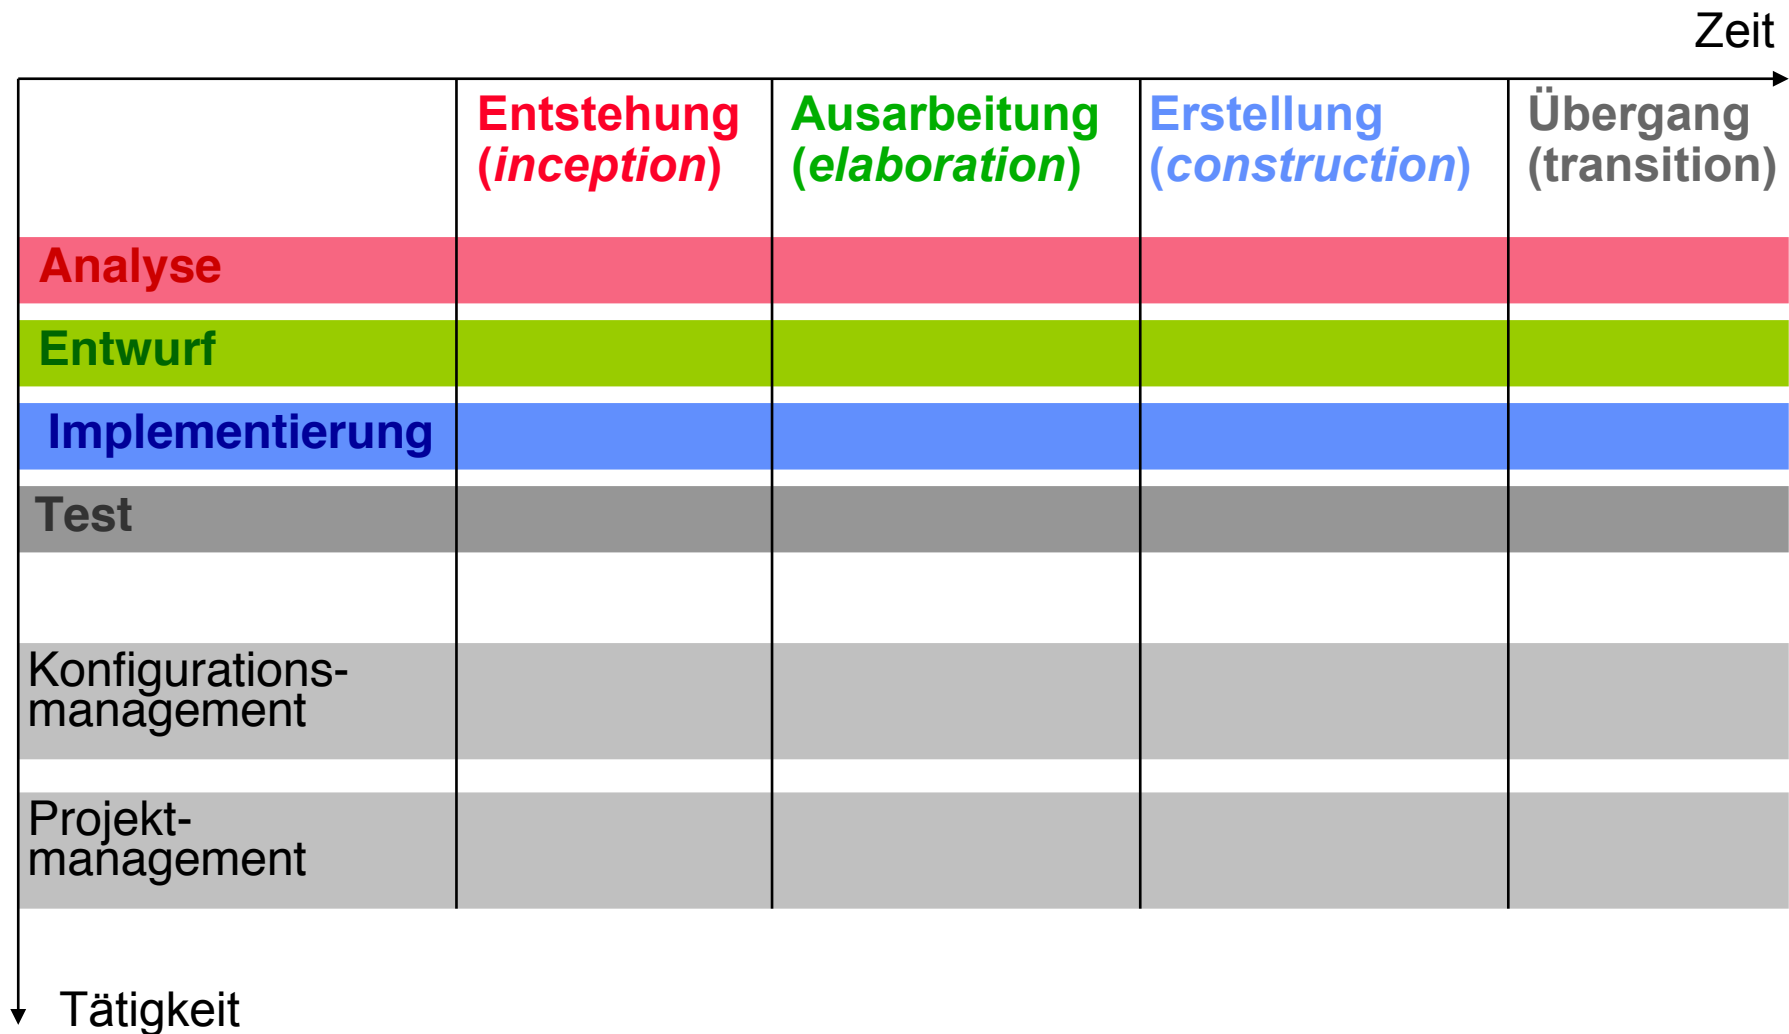 Zeit
Entstehung
(inception)
Ausarbeitung
(elaboration)
Erstellung
(construction)
Übergang
(transition)
Analyse
Entwurf
Implementierung
Test
Konfigurations-
management
Projekt-
management
Tätigkeit